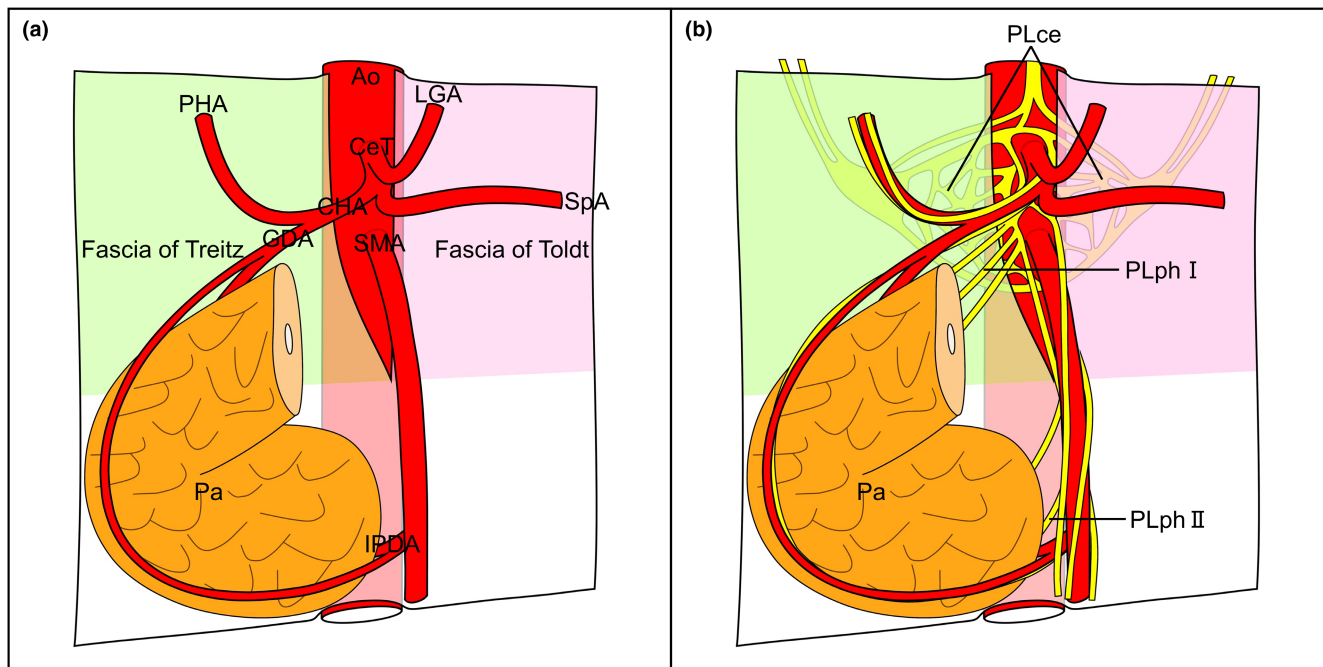 (a)
Ao
PHA
LGA
CeT
CHA
SpA
GDA
SMA
Fascia of Treitz
Fascia of Toldt
Pa
IPDA
(b)
PLce
PLph I
Pa
PLph II